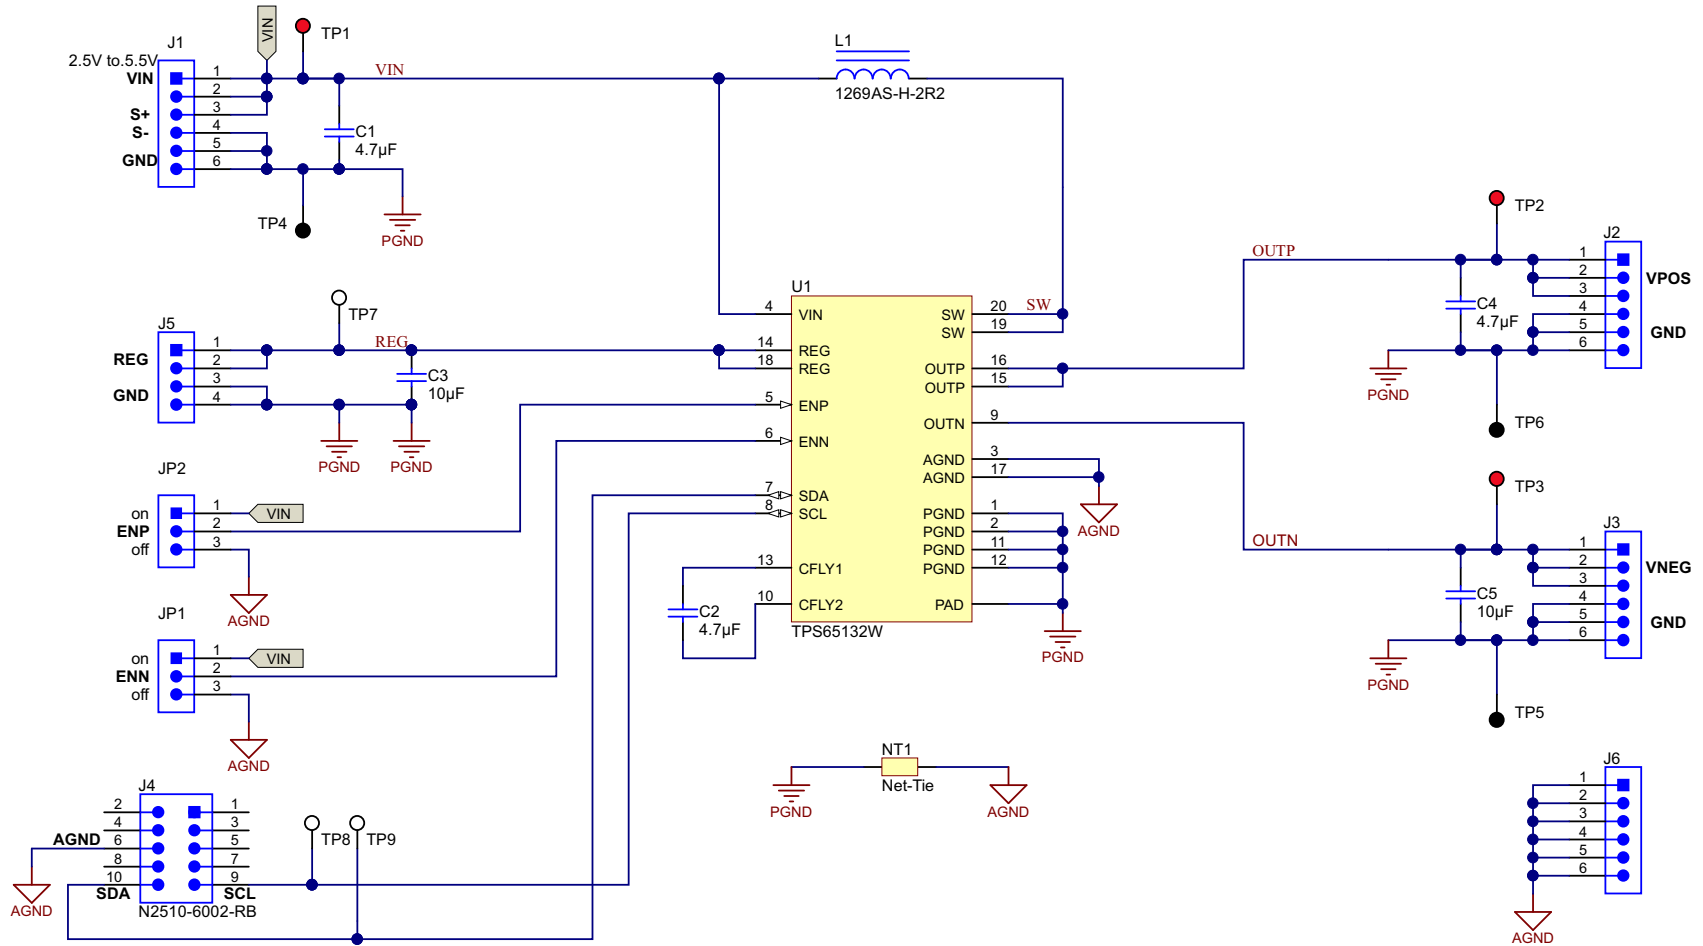 J1
2.5V to.5.5V
VIN
S+
S-
GND
1
2
3
4
5
6
VIN
TP1
VIN
C1
4.7µF
TP4
PGND
L1
1269AS-H-2R2
J5
REG
GND
1
2
3
4
TP7
REG
C3
10µF
PGND
PGND
JP2
on
ENP
off
1
2
3
VIN
AGND
JP1
on
ENN
off
1
2
3
VIN
AGND
J4
2
4
6
8
10
1
3
5
7
9
AGND
SDA
SCL
N2510-6002-RB
AGND
TP8
TP9
U1
4
VIN
14
REG
18
REG
5
ENP
6
ENN
7
SDA
8
SCL
13
CFLY1
10
CFLY2
C2
4.7µF
SW
20
SW
SW
19
OUTP
16
OUTP
15
OUTN
9
AGND
3
AGND
17
PGND
1
PGND
2
PGND
11
PGND
12
PAD
TPS65132W
AGND
PGND
NT1
Net-Tie
PGND
AGND
OUTP
TP2
C4
4.7µF
PGND
TP6
J2
1
2
3
4
5
6
VPOS
GND
OUTN
TP3
C5
10µF
PGND
TP5
J3
1
2
3
4
5
6
VNEG
GND
J6
1
2
3
4
5
6
AGND